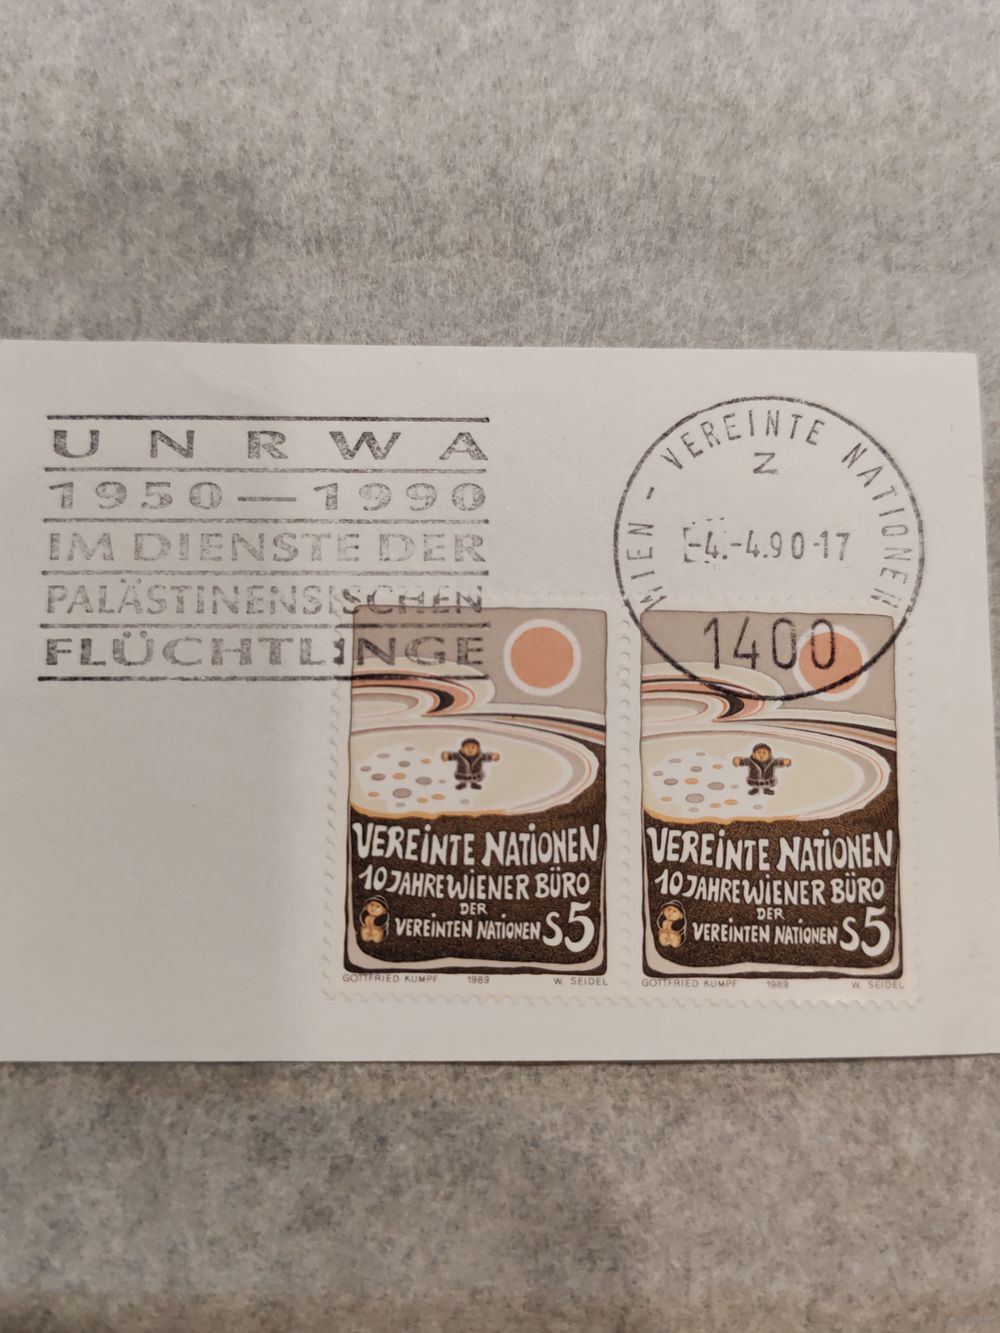 UNRWA
1950—1990
IM DIENSTE DER
PALÄSTINENSISCHEN
FLÜCHTLINGE
WIEN - VEREINTE NATIONEN
Z
-4.-4.90-17
1400
VEREiNTE NATiONEN
10 JAHRE WiENER BÜRO
DER
VEREiNTEN NATiONEN S5
GOTTFRIED KUMPF 1989 W. SEIDEL
VEREiNTE NATiONEN
10 JAHRE WiENER BÜRO
DER
VEREiNTEN NATiONEN S5
GOTTFRIED KUMPF 1989 W. SEIDEL